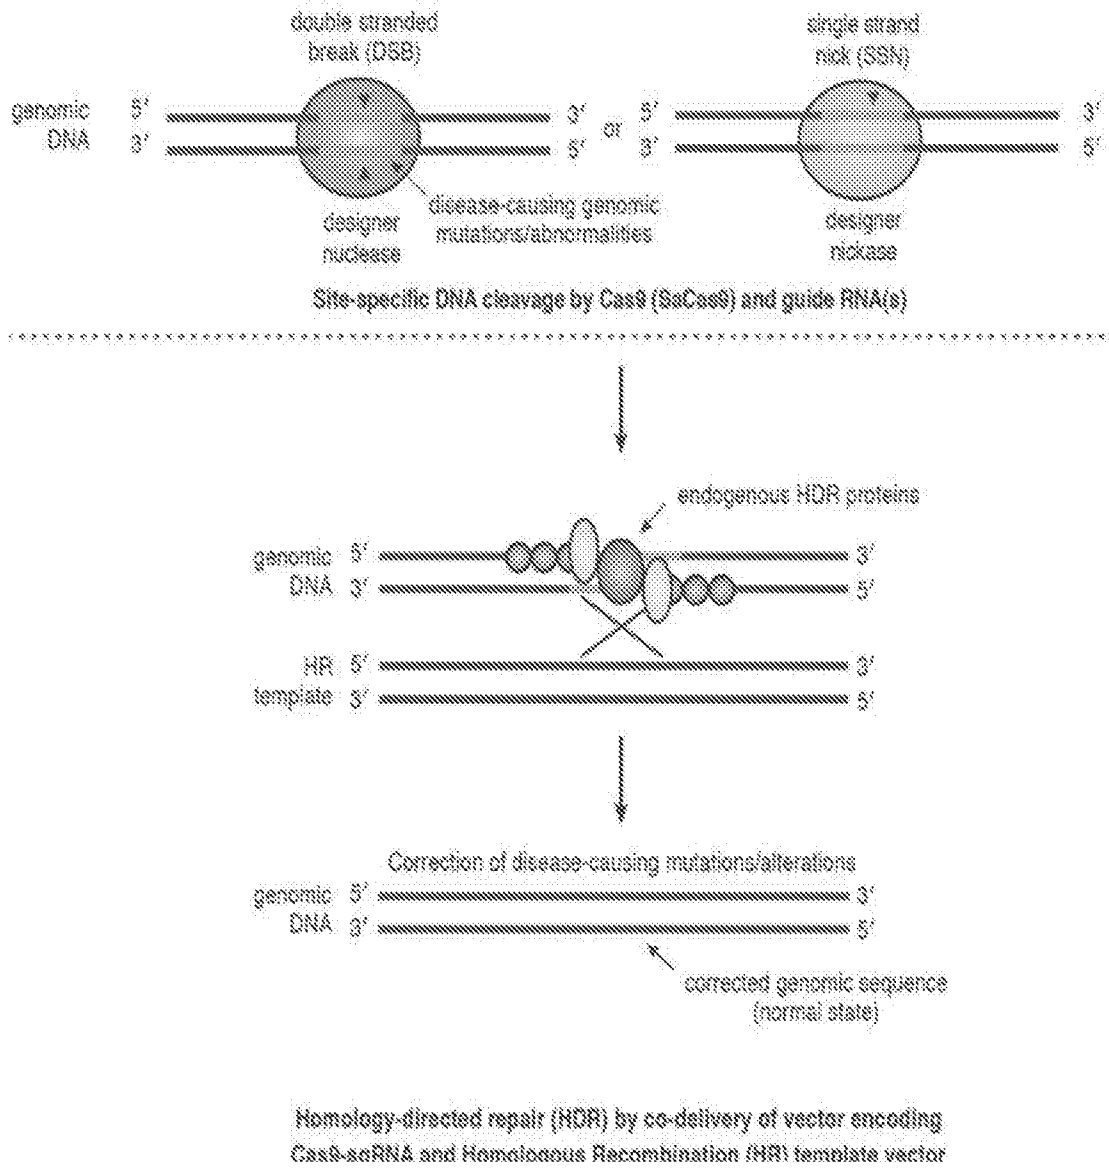 double stranded
break (DSB)
single strand
nick (SSN)
genomic
DNA
5′
3′
3′
5′
or
5′
3′
3′
5′
designer
nuclease
disease-causing genomic
mutations/abnormalities
designer
nickase
Site-specific DNA cleavage by Cas9 (SaCas9) and guide RNA(s)
endogenous HDR proteins
genomic
DNA
5′
3′
3′
5′
HR
template
5′
3′
3′
5′
Correction of disease-causing mutations/alterations
genomic
DNA
5′
3′
3′
5′
corrected genomic sequence
(normal state)
Homology-directed repair (HDR) by co-delivery of vector encoding
Cas9-sgRNA and Homologous Recombination (HR) template vector